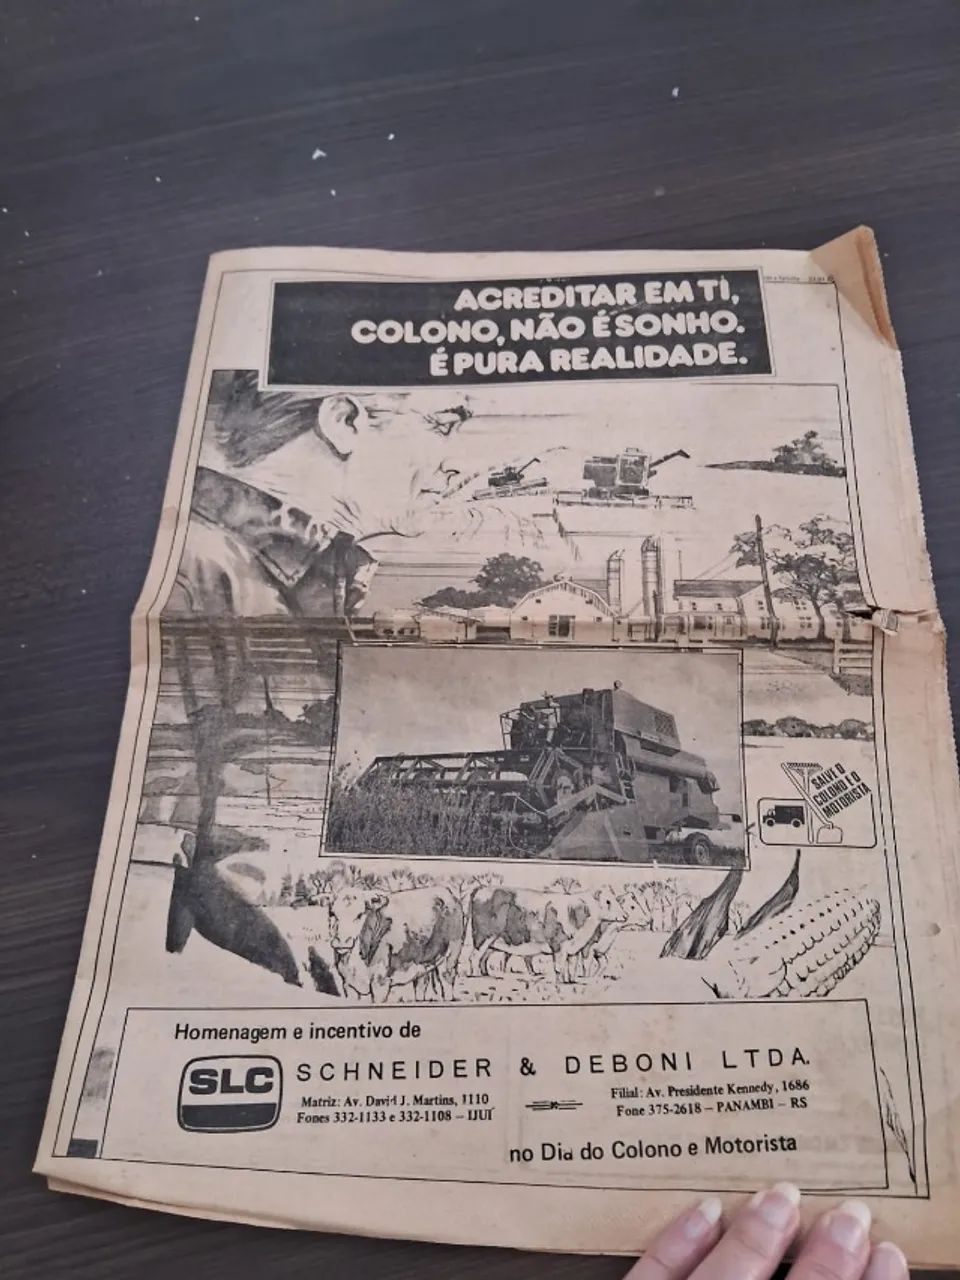 ACREDITAR EM TI,
COLONO, NÃO É SONHO.
É PURA REALIDADE.
SALVE O
COLONO E O
MOTORISTA
Homenagem e incentivo de
SLC
SCHNEIDER & DEBONI LTDA.
Matriz: Av. David J. Martins, 1110
Fones 332-1133 e 332-1108 – IJUÍ
Filial: Av. Presidente Kennedy, 1686
Fone 375-2618 – PANAMBI – RS
no Dia do Colono e Motorista